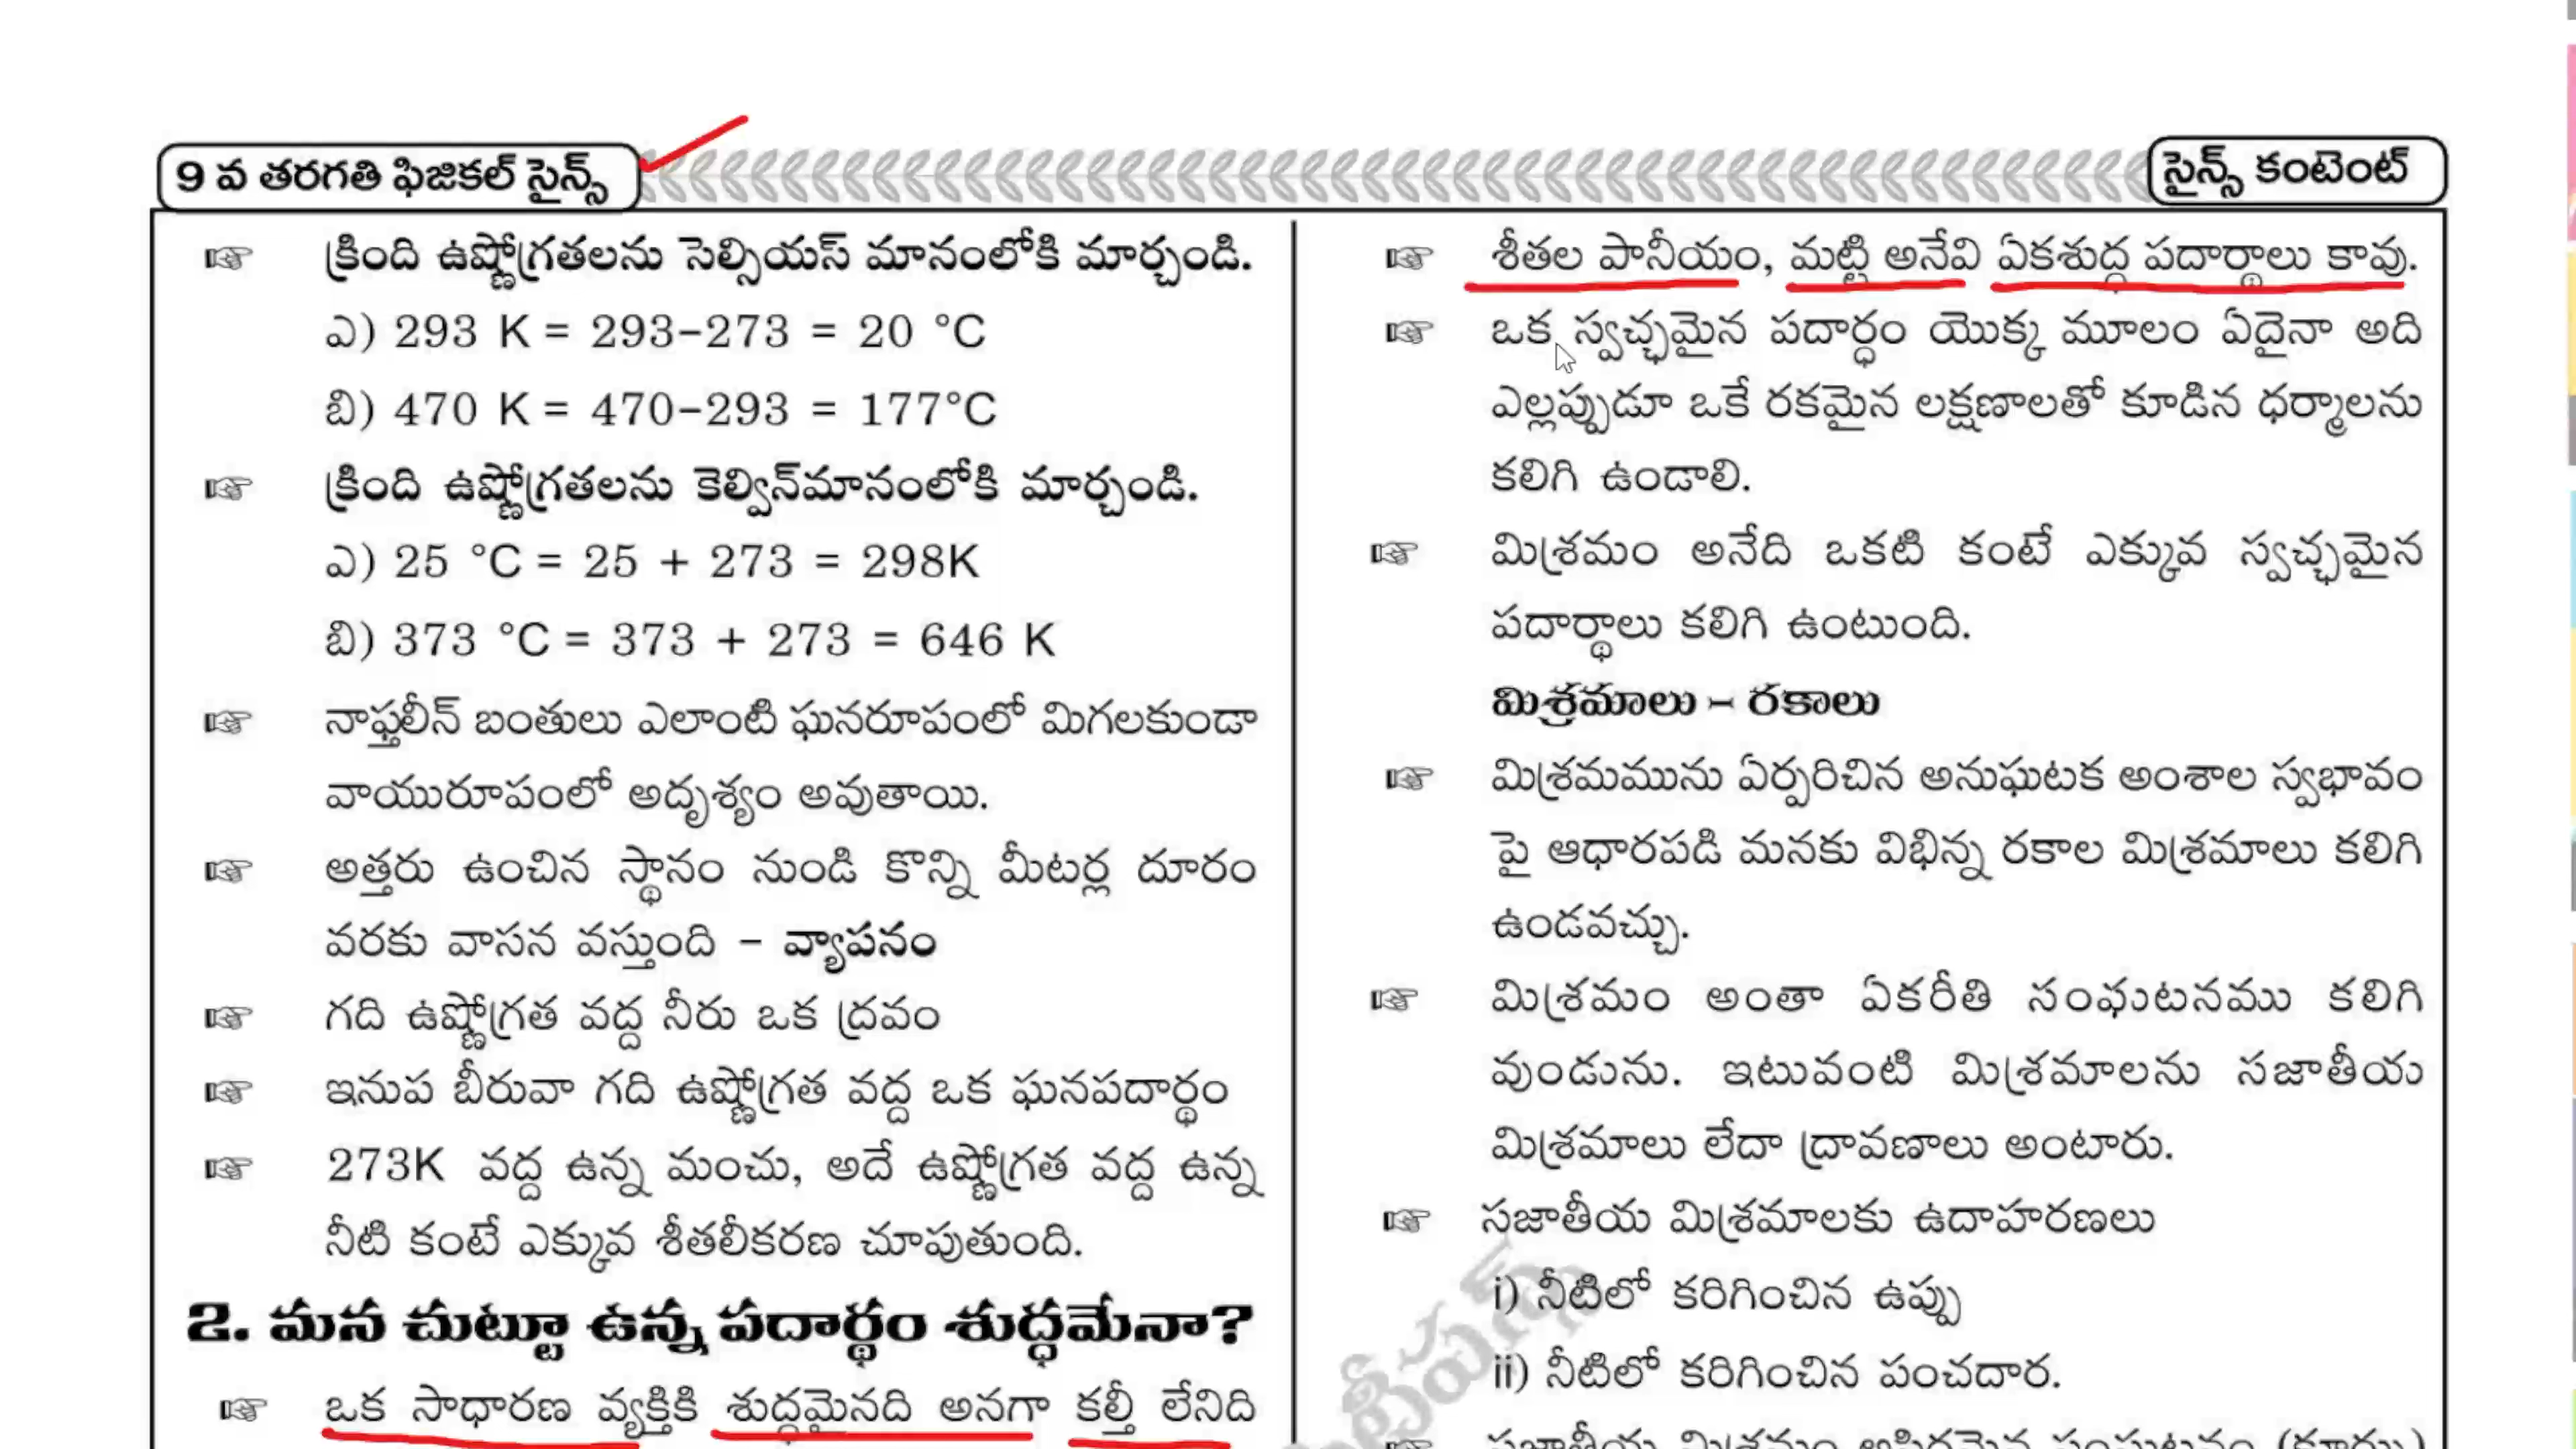 9 వ తరగతి ఫిజికల్ సైన్స్
సైన్స్ కంటెంట్
క్రింది ఉష్ణోగ్రతలను సెల్సియస్ మానంలోకి మార్చండి.
ఎ) 293 K = 293-273 = 20 °C
బి) 470 K = 470-293 = 177°C
క్రింది ఉష్ణోగ్రతలను కెల్విన్‌మానంలోకి మార్చండి.
ఎ) 25 °C = 25 + 273 = 298K
బి) 373 °C = 373 + 273 = 646 K
నాఫ్తలీన్ బంతులు ఎలాంటి ఘనరూపంలో మిగలకుండా
వాయురూపంలో అదృశ్యం అవుతాయి.
అత్తరు ఉంచిన స్థానం నుండి కొన్ని మీటర్ల దూరం
వరకు వాసన వస్తుంది - వ్యాపనం
గది ఉష్ణోగ్రత వద్ద నీరు ఒక ద్రవం
ఇనుప బీరువా గది ఉష్ణోగ్రత వద్ద ఒక ఘనపదార్థం
273K వద్ద ఉన్న మంచు, అదే ఉష్ణోగ్రత వద్ద ఉన్న
నీటి కంటే ఎక్కువ శీతలీకరణ చూపుతుంది.
2. మన చుట్టూ ఉన్న పదార్థం శుద్ధమేనా?
ఒక సాధారణ వ్యక్తికి శుద్ధమైనది అనగా కల్తీ లేనిది
శీతల పానీయం, మట్టి అనేవి ఏకశుద్ధ పదార్థాలు కావు.
ఒక స్వచ్ఛమైన పదార్ధం యొక్క మూలం ఏదైనా అది
ఎల్లప్పుడూ ఒకే రకమైన లక్షణాలతో కూడిన ధర్మాలను
కలిగి ఉండాలి.
మిశ్రమం అనేది ఒకటి కంటే ఎక్కువ స్వచ్ఛమైన
పదార్థాలు కలిగి ఉంటుంది.
మిశ్రమాలు - రకాలు
మిశ్రమమును ఏర్పరిచిన అనుఘటక అంశాల స్వభావం
పై ఆధారపడి మనకు విభిన్న రకాల మిశ్రమాలు కలిగి
ఉండవచ్చు.
మిశ్రమం అంతా ఏకరీతి సంఘటనము కలిగి
వుండును. ఇటువంటి మిశ్రమాలను సజాతీయ
మిశ్రమాలు లేదా ద్రావణాలు అంటారు.
సజాతీయ మిశ్రమాలకు ఉదాహరణలు
i) నీటిలో కరిగించిన ఉప్పు
ii) నీటిలో కరిగించిన పంచదార.